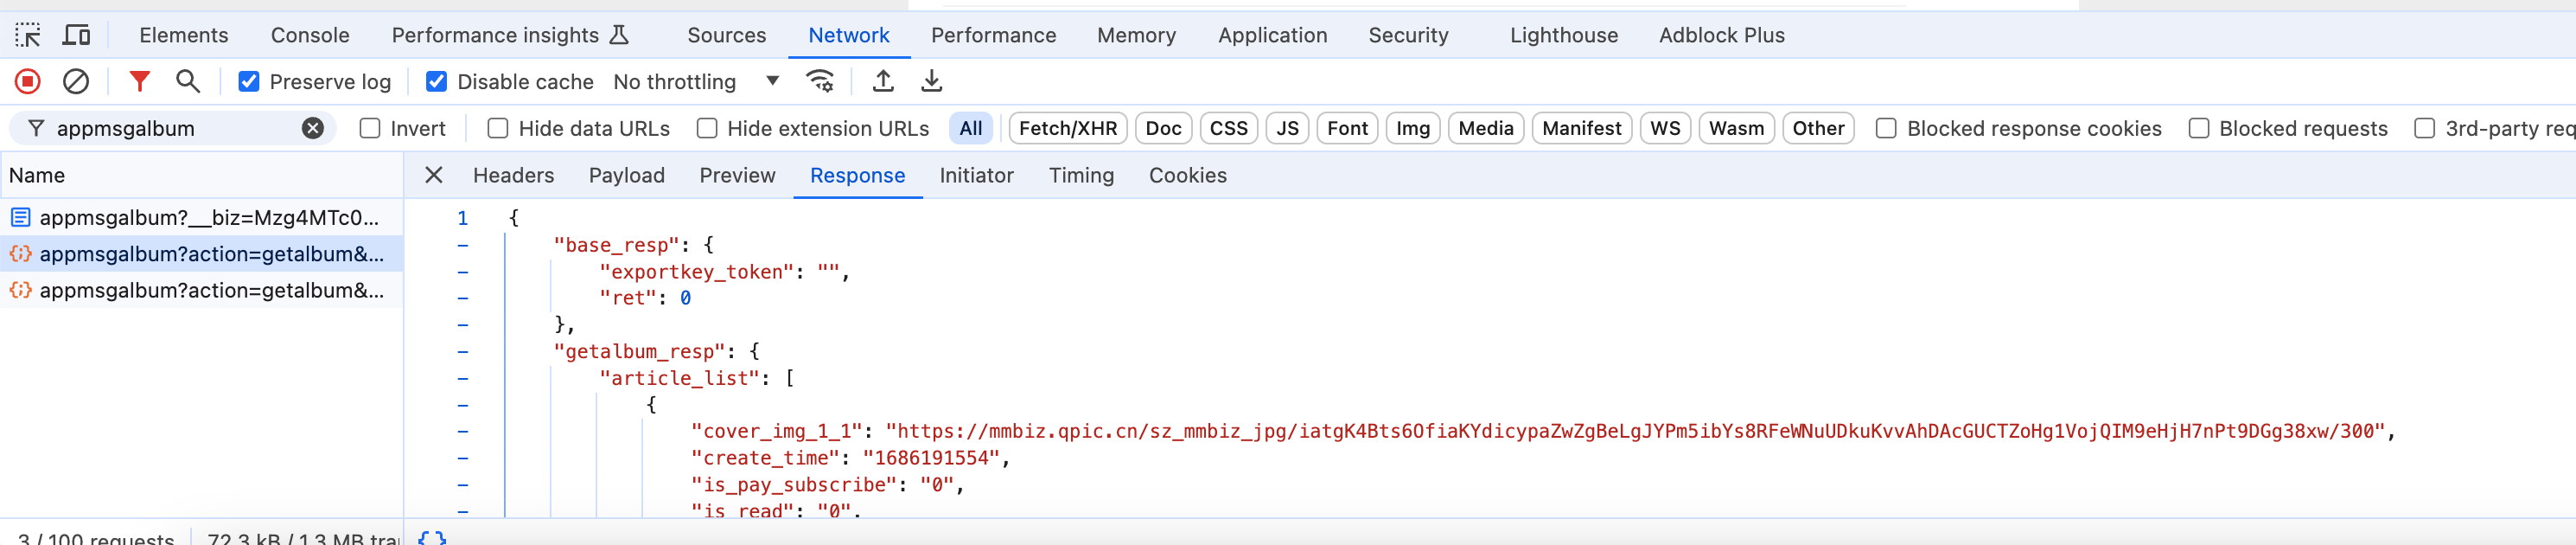 Elements Console Performance insights Sources Network Performance Memory Application Security Lighthouse Adblock Plus
Preserve log Disable cache No throttling
appmsgalbum Invert Hide data URLs Hide extension URLs All Fetch/XHR Doc CSS JS Font Img Media Manifest WS Wasm Other Blocked response cookies Blocked requests 3rd-party req
Name Headers Payload Preview Response Initiator Timing Cookies
appmsgalbum?__biz=Mzg4MTc0...
appmsgalbum?action=getalbum&...
appmsgalbum?action=getalbum&...
1 {
- "base_resp": {
- "exportkey_token": "",
- "ret": 0
- },
- "getalbum_resp": {
- "article_list": [
- {
- "cover_img_1_1": "https://mmbiz.qpic.cn/sz_mmbiz_jpg/iatgK4Bts6OfiaKYdicypaZwZgBeLgJYPm5ibYs8RFeWNuUDkuKvvAhDAcGUCTZoHg1VojQIM9eHjH7nPt9DGg38xw/300",
- "create_time": "1686191554",
- "is_pay_subscribe": "0",
- "is_read": "0",
3 / 100 requests 72.3 kB / 1.3 MB tra
{ }